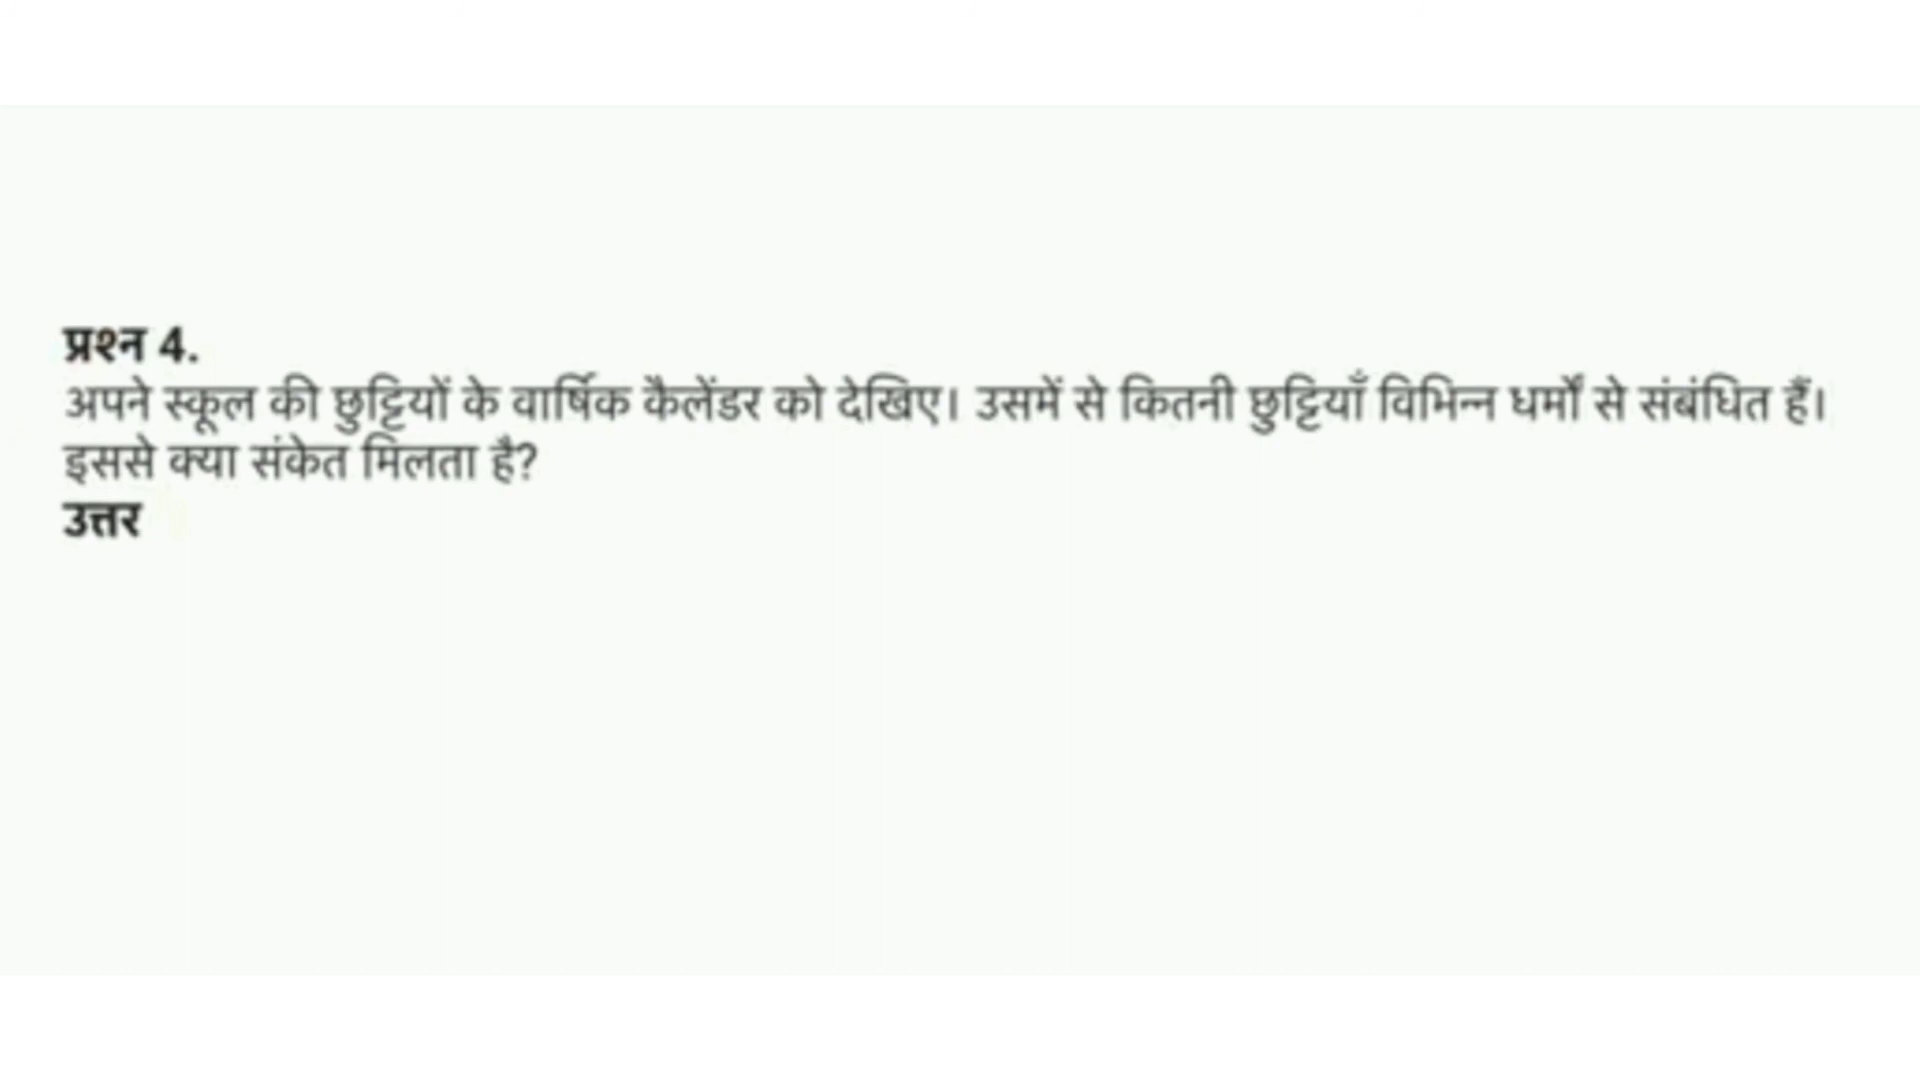 प्रश्न 4.
अपने स्कूल की छुट्टियों के वार्षिक कैलेंडर को देखिए। उसमें से कितनी छुट्टियाँ विभिन्न धर्मों से संबंधित हैं।
इससे क्या संकेत मिलता है?
उत्तर